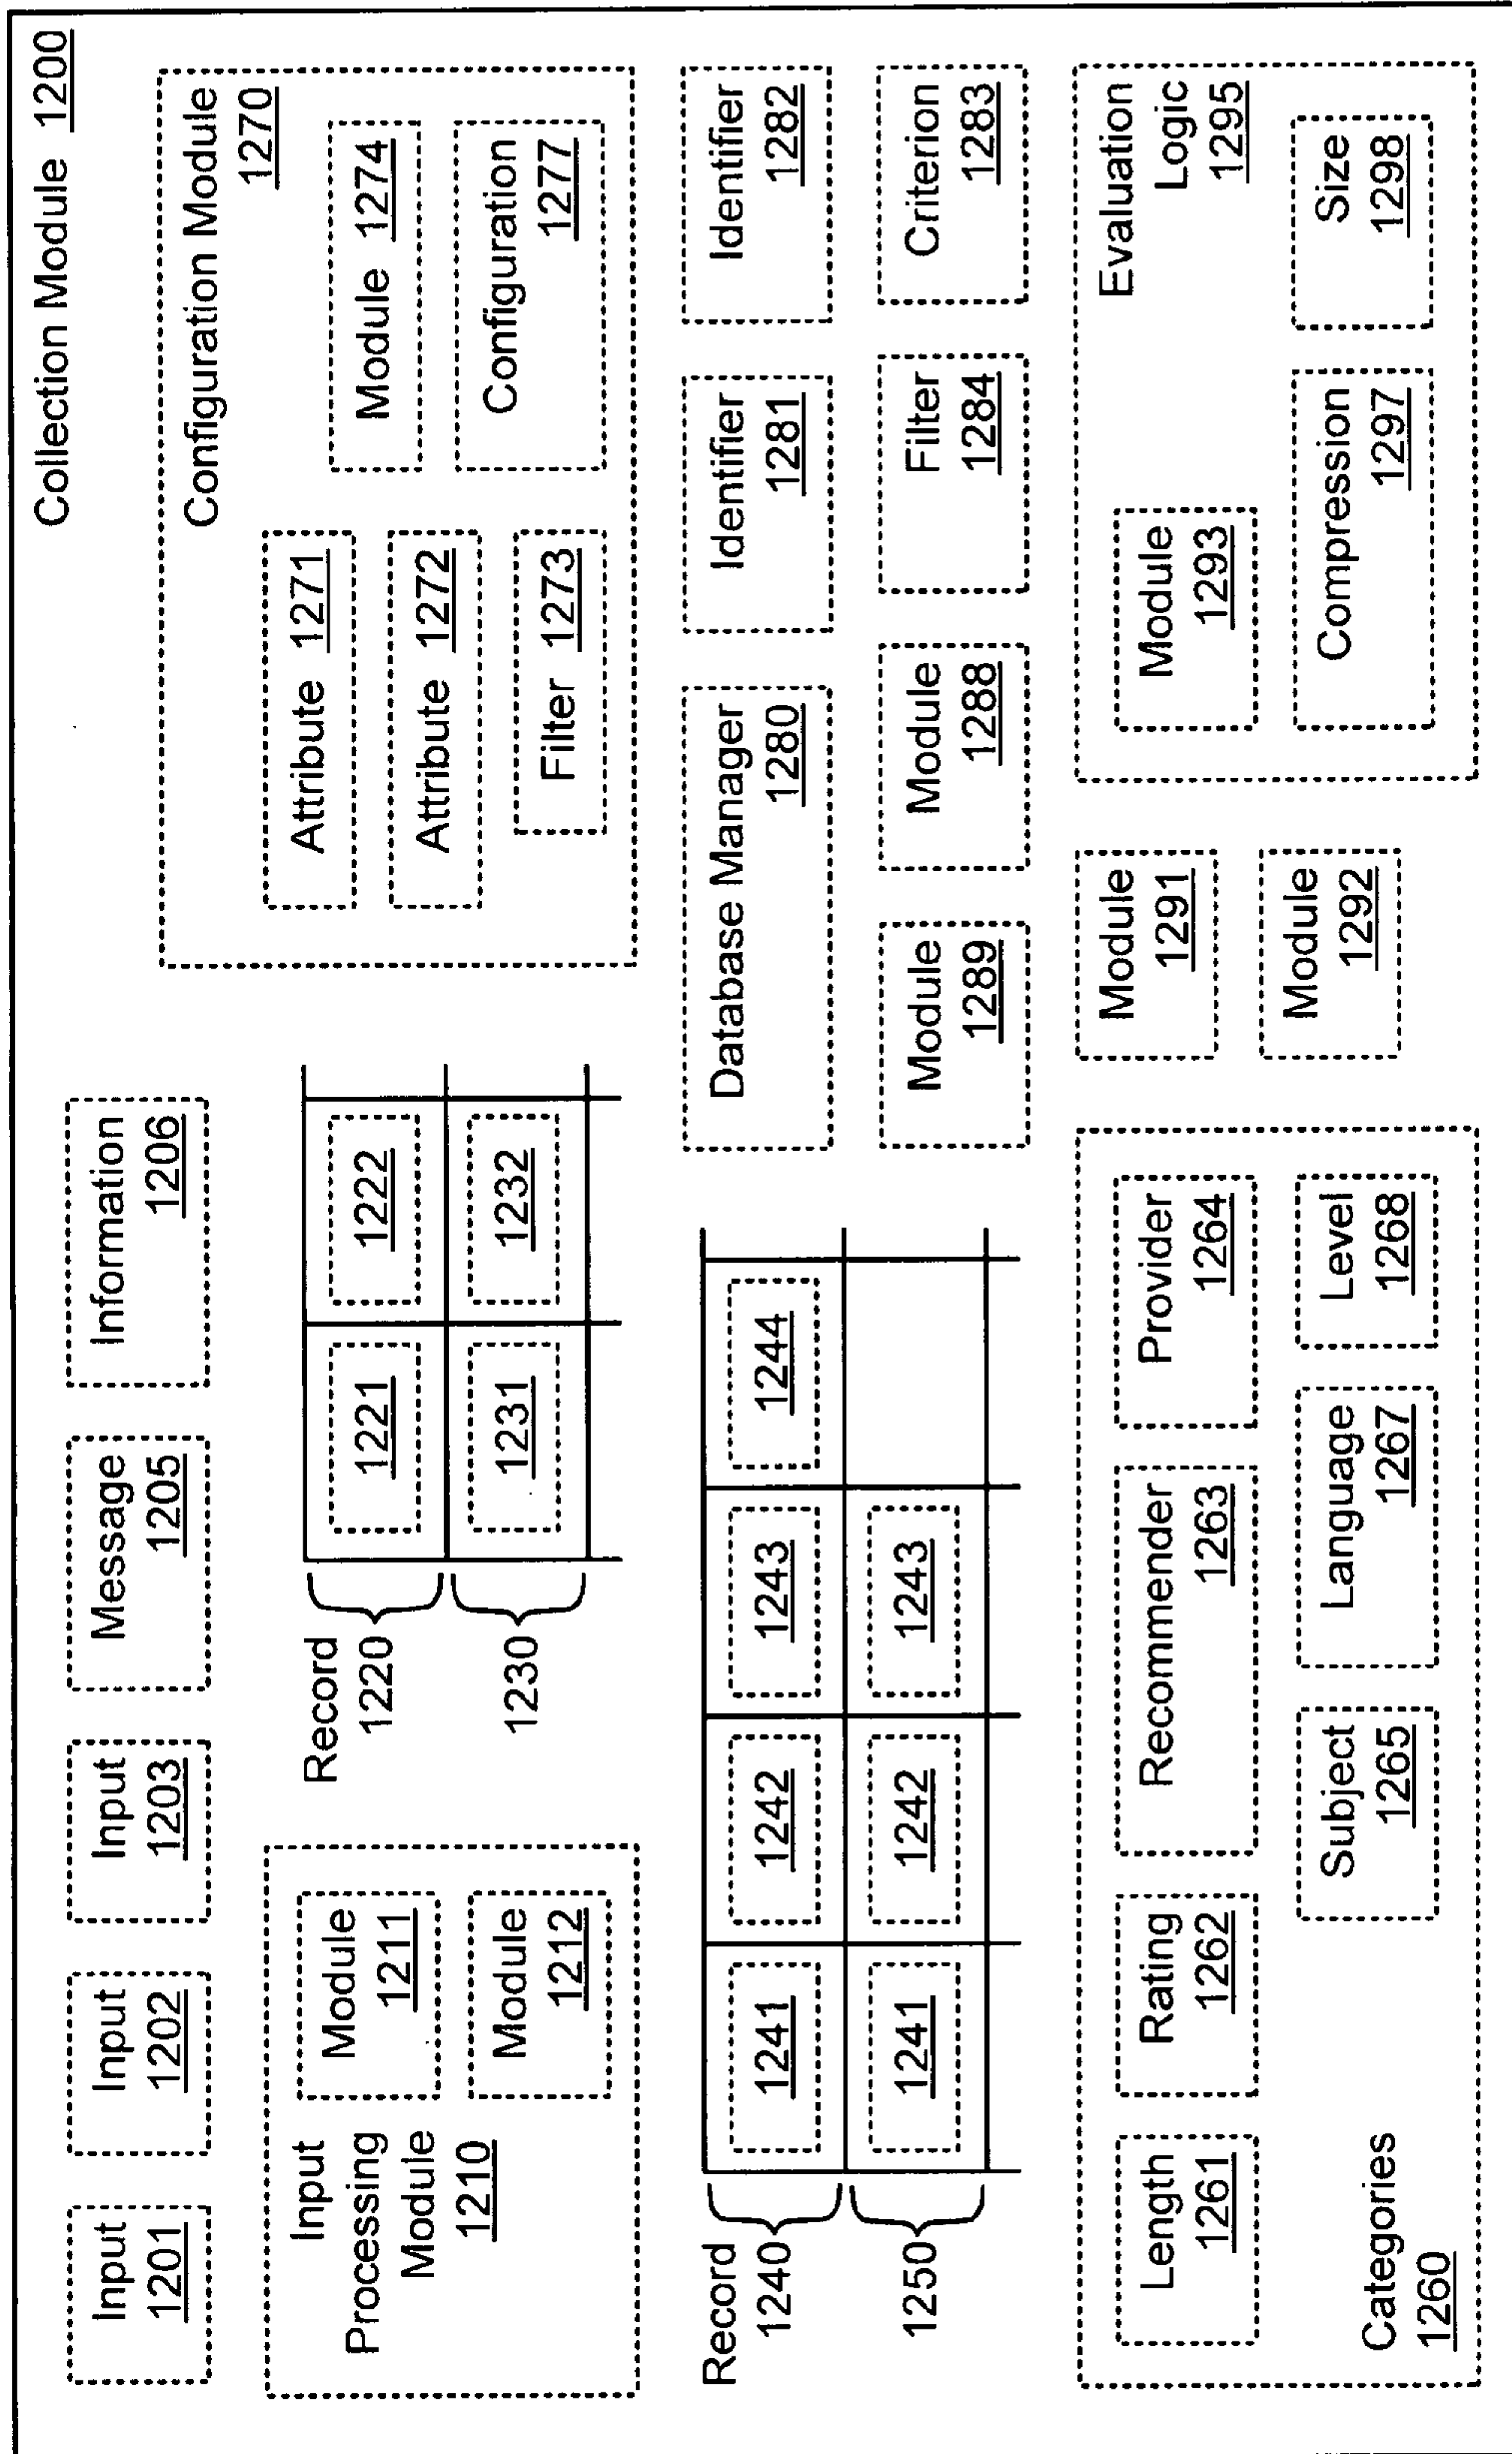 Collection Module 1200
Input
1201
Input
1202
Input
1203
Message
1205
Information
1206
Configuration Module
1270
Attribute 1271
Attribute 1272
Filter 1273
Module 1274
Configuration
1277
Input
Processing
Module
1210
Module
1211
Module
1212
Record
1220
1230
1221
1222
1231
1232
Database Manager
1280
Identifier
1281
Identifier
1282
Record
1240
1250
1241
1242
1243
1244
1241
1242
1243
Module
1289
Module
1288
Filter
1284
Criterion
1283
Categories
1260
Length
1261
Rating
1262
Recommender
1263
Provider
1264
Subject
1265
Language
1267
Level
1268
Module
1291
Module
1292
Evaluation
Logic
1295
Module
1293
Compression
1297
Size
1298